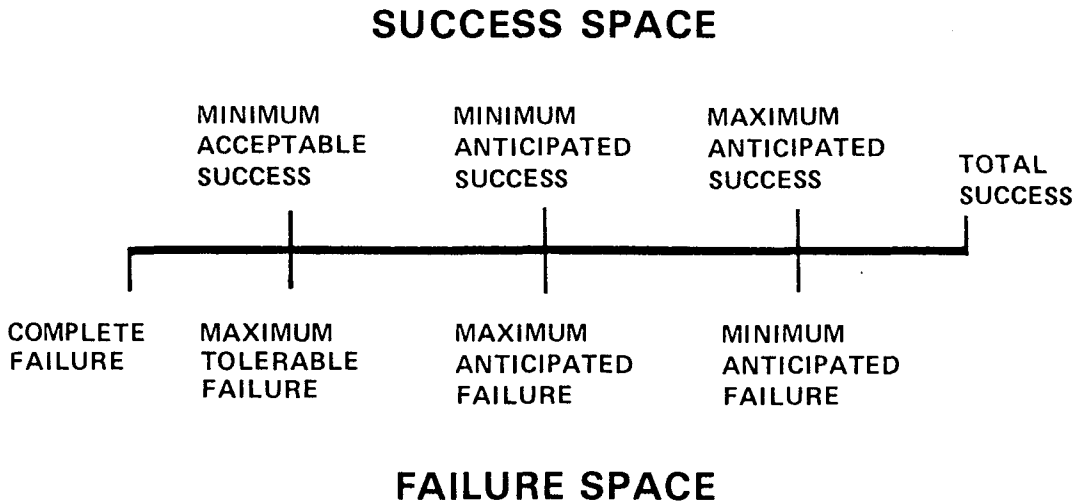 SUCCESS SPACE
MINIMUM
ACCEPTABLE
SUCCESS
MINIMUM
ANTICIPATED
SUCCESS
MAXIMUM
ANTICIPATED
SUCCESS
TOTAL
SUCCESS
COMPLETE
FAILURE
MAXIMUM
TOLERABLE
FAILURE
MAXIMUM
ANTICIPATED
FAILURE
MINIMUM
ANTICIPATED
FAILURE
FAILURE SPACE